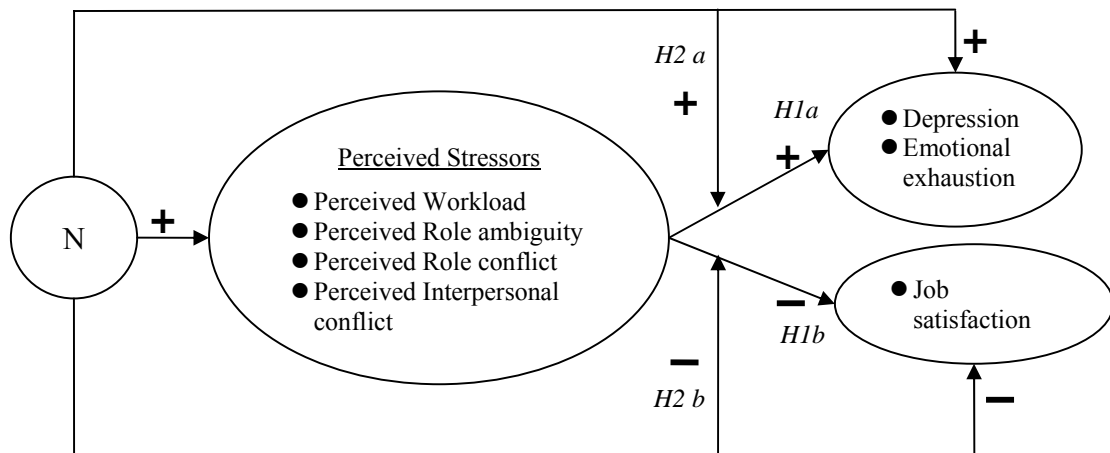 H2 a
+
+
H1a
+
● Depression
● Emotional
exhaustion
Perceived Stressors
● Perceived Workload
● Perceived Role ambiguity
● Perceived Role conflict
● Perceived Interpersonal
conflict
N
+
● Job
satisfaction
−
H1b
−
H2 b
−